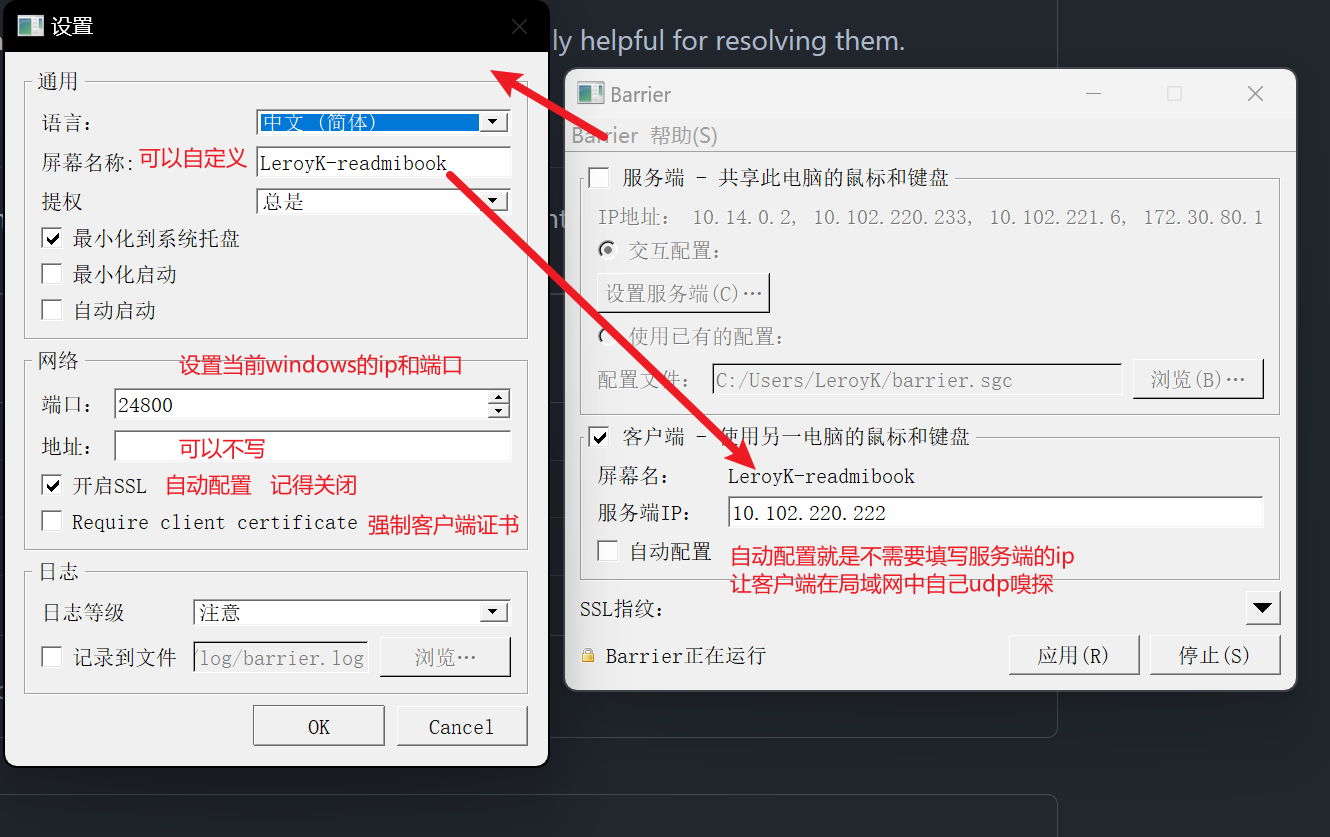 设置
通用
语言:
中文 (简体)
屏幕名称:
可以自定义
LeroyK-readmibook
提权
总是
最小化到系统托盘
最小化启动
自动启动
网络
设置当前windows的ip和端口
端口:
24800
地址:
可以不写
开启SSL
自动配置 记得关闭
Require client certificate
强制客户端证书
日志
日志等级
注意
记录到文件
/log/barrier.log
浏览…
OK
Cancel
ly helpful for resolving them.
Barrier
Barrier 帮助(S)
服务端 - 共享此电脑的鼠标和键盘
IP地址: 10.14.0.2, 10.102.220.233, 10.102.221.6, 172.30.80.1
交互配置:
设置服务端(C)…
使用已有的配置:
配置文件:
C:/Users/LeroyK/barrier.sgc
浏览(B)…
客户端 - 使用另一电脑的鼠标和键盘
屏幕名:
LeroyK-readmibook
服务端IP:
10.102.220.222
自动配置
自动配置就是不需要填写服务端的ip
让客户端在局域网中自己udp嗅探
SSL指纹:
Barrier正在运行
应用(R)
停止(S)